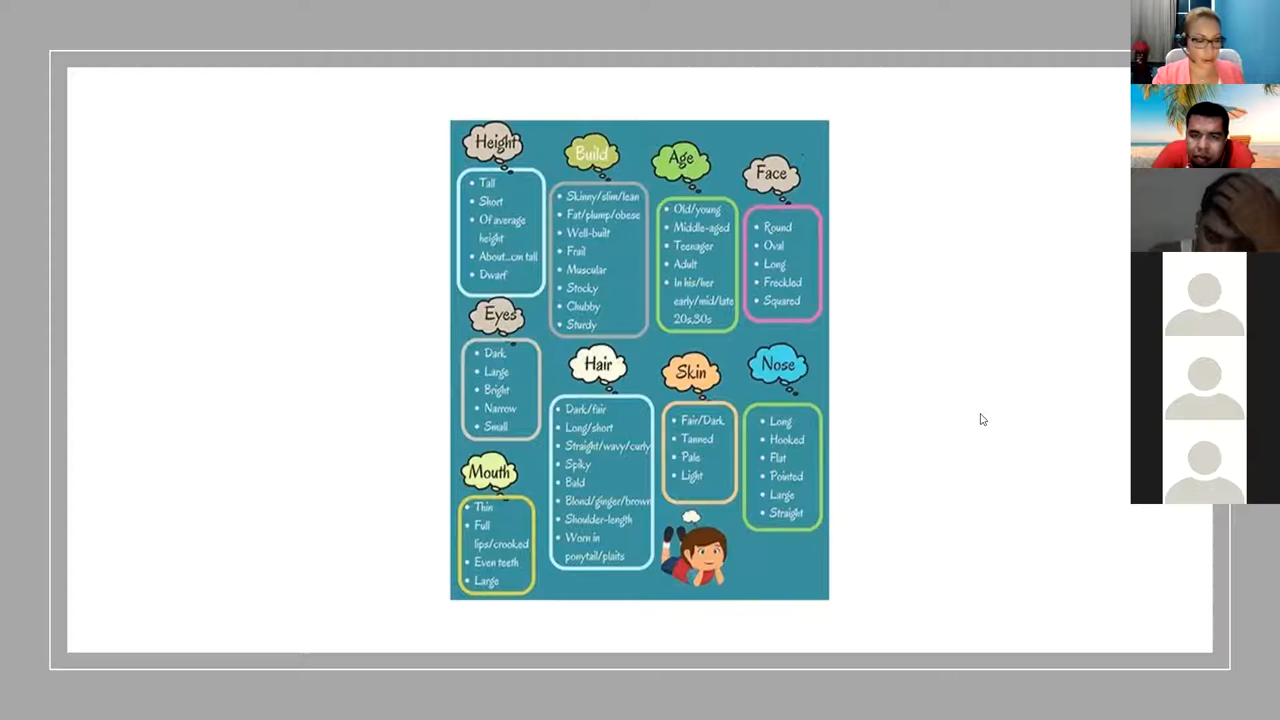 Height
Tall
Short
Of average
height
About...cm tall
Dwarf
Build
Skinny/slim/lean
Fat/plump/obese
Well-built
Frail
Muscular
Stocky
Chubby
Sturdy
Age
Old/young
Middle-aged
Teenager
Adult
In his/her
early/mid/late
20s,30s
Face
Round
Oval
Long
Freckled
Squared
Eyes
Dark
Large
Bright
Narrow
Small
Hair
Dark/fair
Long/short
Straight/wavy/curly
Spiky
Bald
Blond/ginger/brown
Shoulder-length
Worn in
ponytail/plaits
Skin
Fair/Dark
Tanned
Pale
Light
Nose
Long
Hooked
Flat
Pointed
Large
Straight
Mouth
Thin
Full
lips/crooked
Even teeth
Large